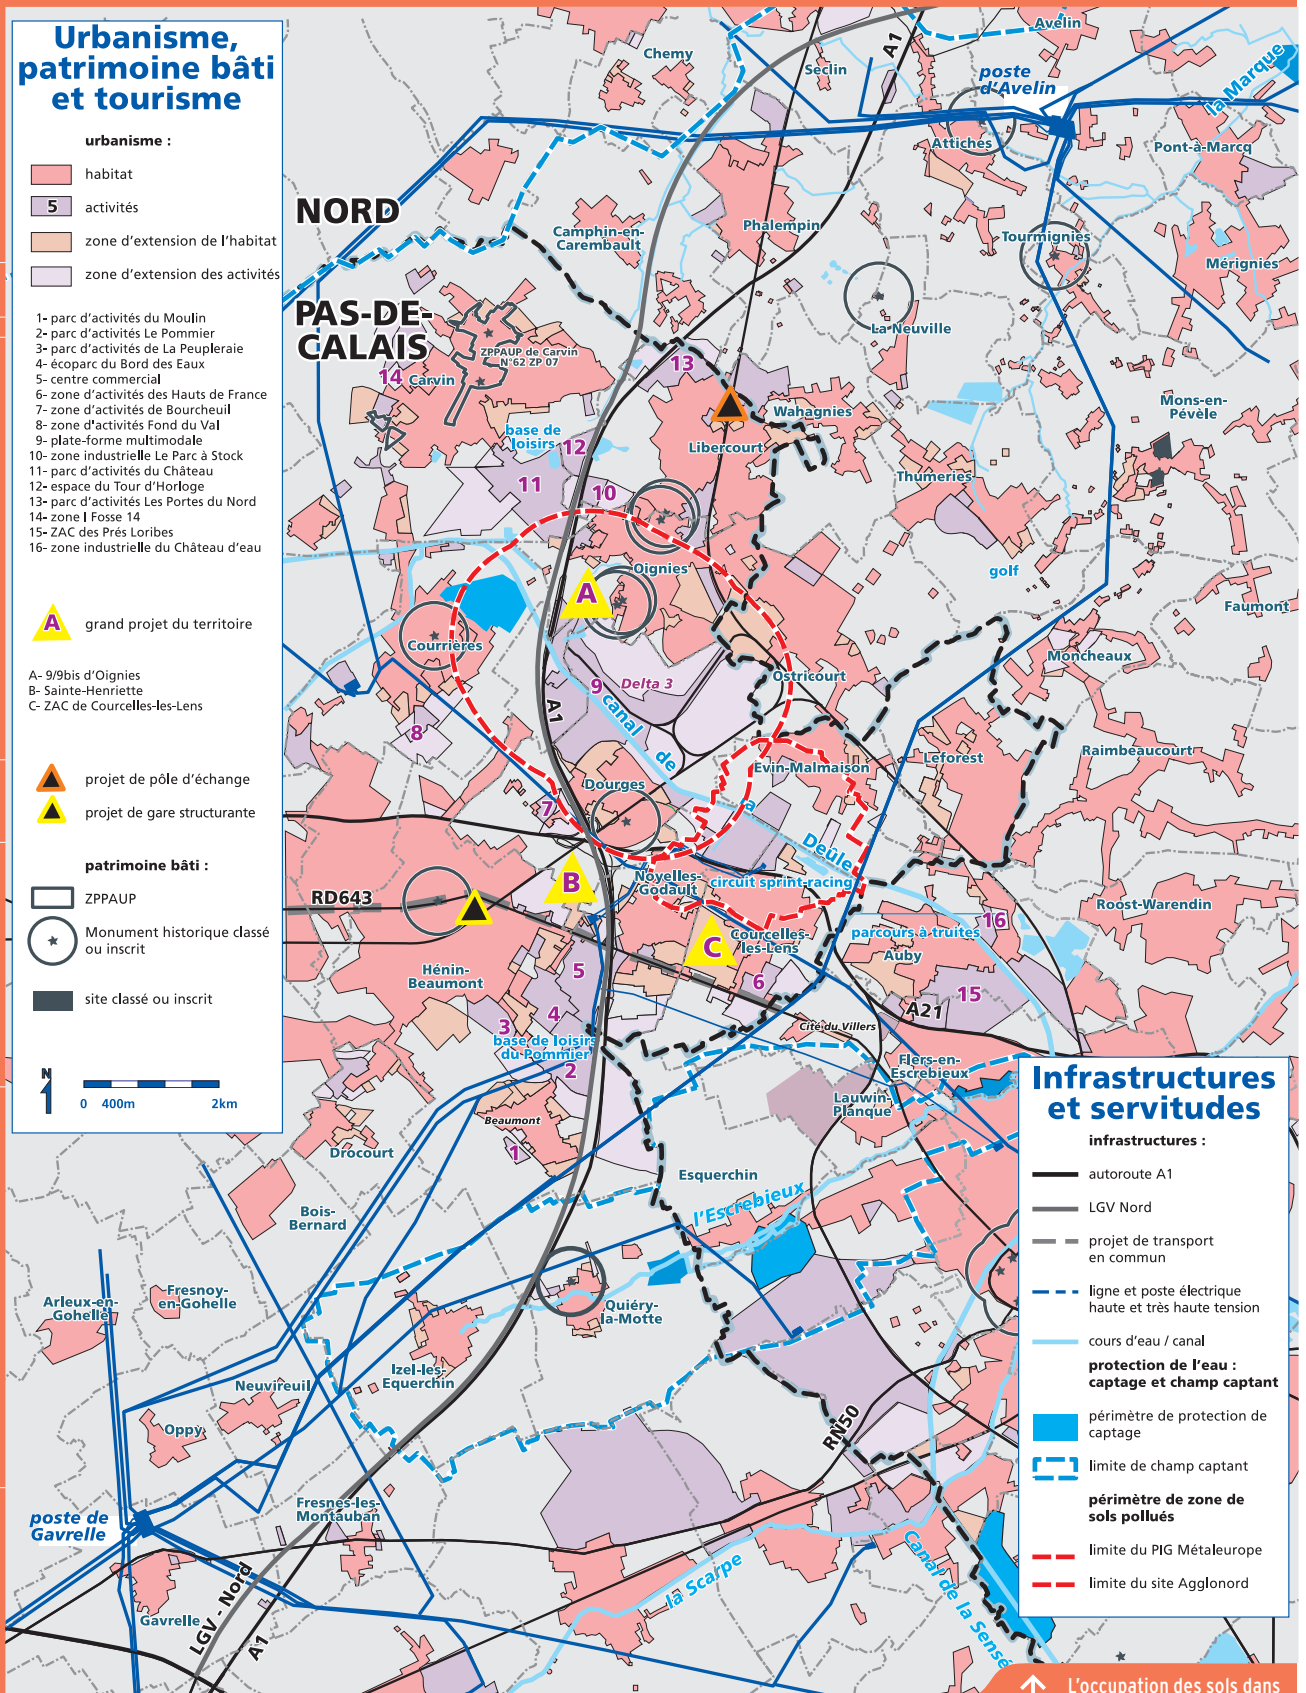 Urbanisme,
patrimoine bâti
et tourisme
urbanisme :
habitat
5 activités
zone d'extension de l'habitat
zone d'extension des activités
1- parc d'activités du Moulin
2- parc d'activités Le Pommier
3- parc d'activités de La Peupleraie
4- écoparc du Bord des Eaux
5- centre commercial
6- zone d'activités des Hauts de France
7- zone d'activités de Bourcheuil
8- zone d'activités Fond du Val
9- plate-forme multimodale
10- zone industrielle Le Parc à Stock
11- parc d'activités du Château
12- espace du Tour d'Horloge
13- parc d'activités Les Portes du Nord
14- zone I Fosse 14
15- ZAC des Prés Loribes
16- zone industrielle du Château d'eau
A grand projet du territoire
A- 9/9bis d'Oignies
B- Sainte-Henriette
C- ZAC de Courcelles-les-Lens
projet de pôle d'échange
projet de gare structurante
patrimoine bâti :
ZPPAUP
Monument historique classé
ou inscrit
site classé ou inscrit
N
0 400m 2km
Avelin
A1
Chemy
Seclin
poste
d'Avelin
la Marque
Attiches
Pont-à-Marcq
NORD
Camphin-en-
Carembault
Phalempin
Tourmignies
Mérignies
PAS-DE-
CALAIS
La Neuville
ZPPAUP de Carvin
N°62 ZP 07
13
14
Carvin
Wahagnies
Mons-en-
Pévèle
base de
loisirs
12
Libercourt
Thumeries
11
10
Oignies
golf
A
Faumont
Courrières
Moncheaux
9
Delta 3
Ostricourt
A1
canal
8
de
Evin-Malmaison
Leforest
Raimbeaucourt
Dourges
7
la
Deûle
B
Noyelles-
Godault
circuit sprint-racing
RD643
Roost-Warendin
C
Courcelles-
les-Lens
parcours à truites
16
Auby
Hénin-
Beaumont
5
6
15
4
A21
3
Cité du Villers
base de loisirs
du Pommier
2
Flers-en-
Escrebieux
Lauwin-
Planque
Beaumont
1
Drocourt
Esquerchin
l'Escrebieux
Bois-
Bernard
Fresnoy-
en-Gohelle
Arleux-en-
Gohelle
Quiéry-
la-Motte
Izel-les-
Equerchin
Neuvireuil
Oppy
RN50
Fresnes-les-
Montauban
poste de
Gavrelle
Canal de la Sensé
la Scarpe
Gavrelle
LGV - Nord
A1
Infrastructures
et servitudes
infrastructures :
autoroute A1
LGV Nord
projet de transport
en commun
ligne et poste électrique
haute et très haute tension
cours d'eau / canal
protection de l'eau :
captage et champ captant
périmètre de protection de
captage
limite de champ captant
périmètre de zone de
sols pollués
limite du PIG Métaleurope
limite du site Agglonord
L'occupation des sols dans